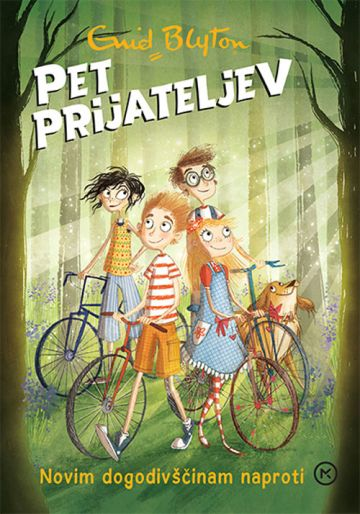 Enid Blyton
PET
PRIJATELJEV
Novim dogodivščinam naproti
M